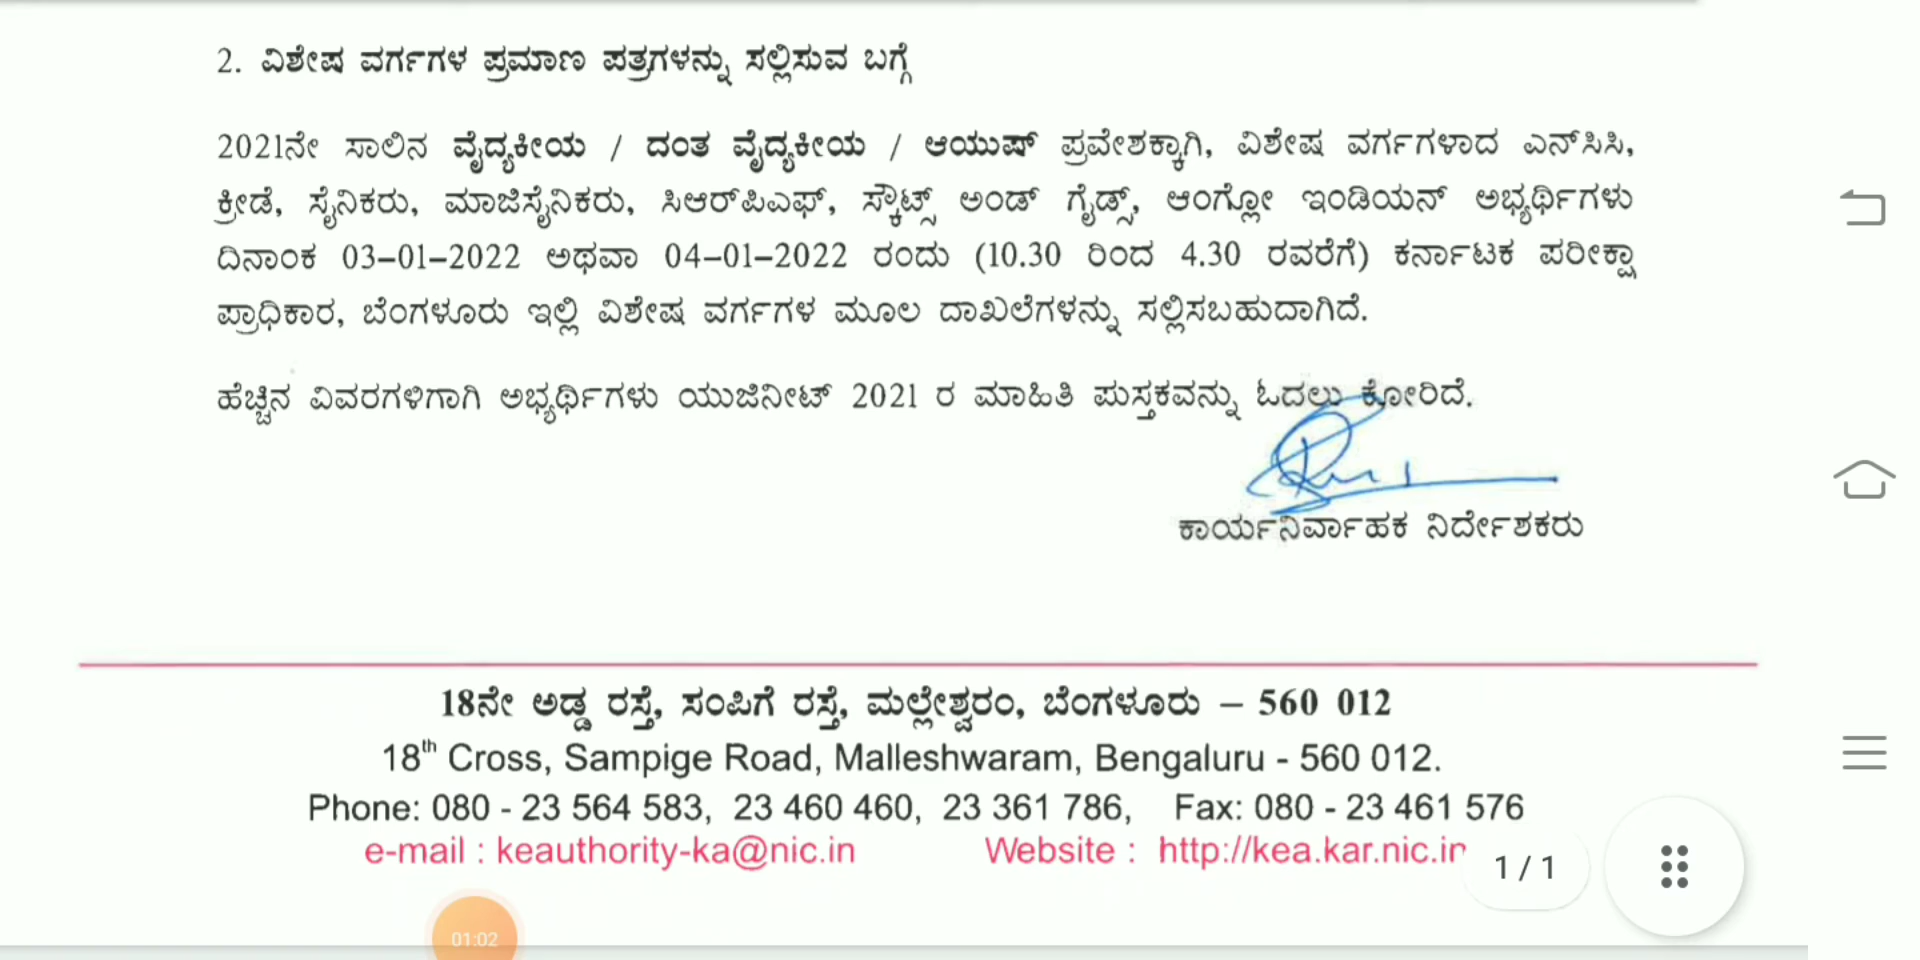 2. ವಿಶೇಷ ವರ್ಗಗಳ ಪ್ರಮಾಣ ಪತ್ರಗಳನ್ನು ಸಲ್ಲಿಸುವ ಬಗ್ಗೆ
2021ನೇ ಸಾಲಿನ ವೈದ್ಯಕೀಯ / ದಂತ ವೈದ್ಯಕೀಯ / ಆಯುಷ್ ಪ್ರವೇಶಕ್ಕಾಗಿ, ವಿಶೇಷ ವರ್ಗಗಳಾದ ಎನ್‌ಸಿಸಿ,
ಕ್ರೀಡೆ, ಸೈನಿಕರು, ಮಾಜಿಸೈನಿಕರು, ಸಿಆರ್‌ಪಿಎಫ್, ಸ್ಕೌಟ್ಸ್ ಅಂಡ್ ಗೈಡ್ಸ್, ಆಂಗ್ಲೋ ಇಂಡಿಯನ್ ಅಭ್ಯರ್ಥಿಗಳು
ದಿನಾಂಕ 03–01–2022 ಅಥವಾ 04–01–2022 ರಂದು (10.30 ರಿಂದ 4.30 ರವರೆಗೆ) ಕರ್ನಾಟಕ ಪರೀಕ್ಷಾ
ಪ್ರಾಧಿಕಾರ, ಬೆಂಗಳೂರು ಇಲ್ಲಿ ವಿಶೇಷ ವರ್ಗಗಳ ಮೂಲ ದಾಖಲೆಗಳನ್ನು ಸಲ್ಲಿಸಬಹುದಾಗಿದೆ.
ಹೆಚ್ಚಿನ ವಿವರಗಳಿಗಾಗಿ ಅಭ್ಯರ್ಥಿಗಳು ಯುಜಿನೀಟ್ 2021 ರ ಮಾಹಿತಿ ಪುಸ್ತಕವನ್ನು ಓದಲು ಕೋರಿದೆ.
ಕಾರ್ಯನಿರ್ವಾಹಕ ನಿರ್ದೇಶಕರು
18ನೇ ಅಡ್ಡ ರಸ್ತೆ, ಸಂಪಿಗೆ ರಸ್ತೆ, ಮಲ್ಲೇಶ್ವರಂ, ಬೆಂಗಳೂರು – 560 012
18th Cross, Sampige Road, Malleshwaram, Bengaluru - 560 012.
Phone: 080 - 23 564 583, 23 460 460, 23 361 786, Fax: 080 - 23 461 576
e-mail : keauthority-ka@nic.in Website : http://kea.kar.nic.in
1 / 1
01:02